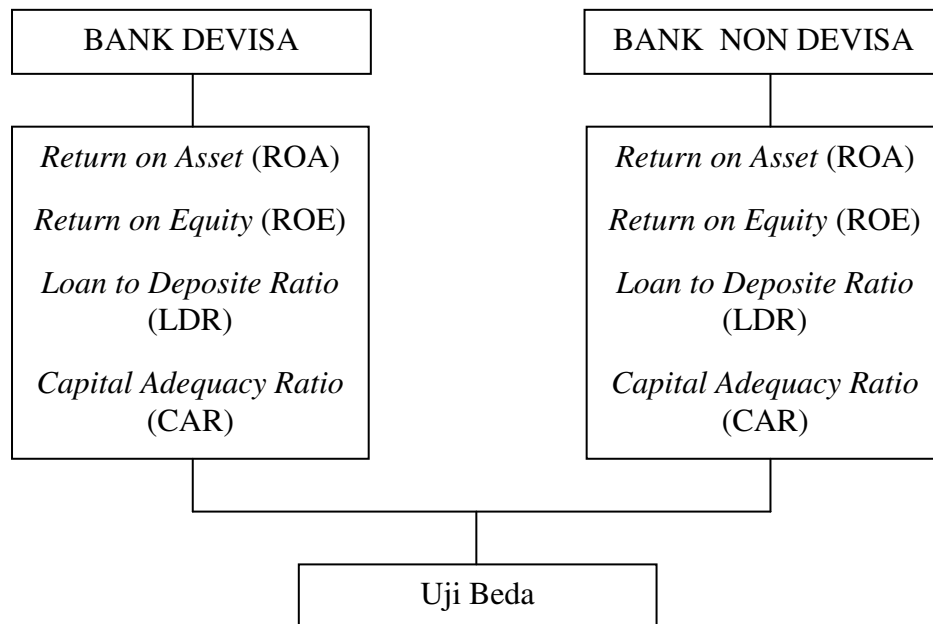 BANK DEVISA
BANK NON DEVISA
Return on Asset (ROA)
Return on Equity (ROE)
Loan to Deposite Ratio
(LDR)
Capital Adequacy Ratio
(CAR)
Return on Asset (ROA)
Return on Equity (ROE)
Loan to Deposite Ratio
(LDR)
Capital Adequacy Ratio
(CAR)
Uji Beda